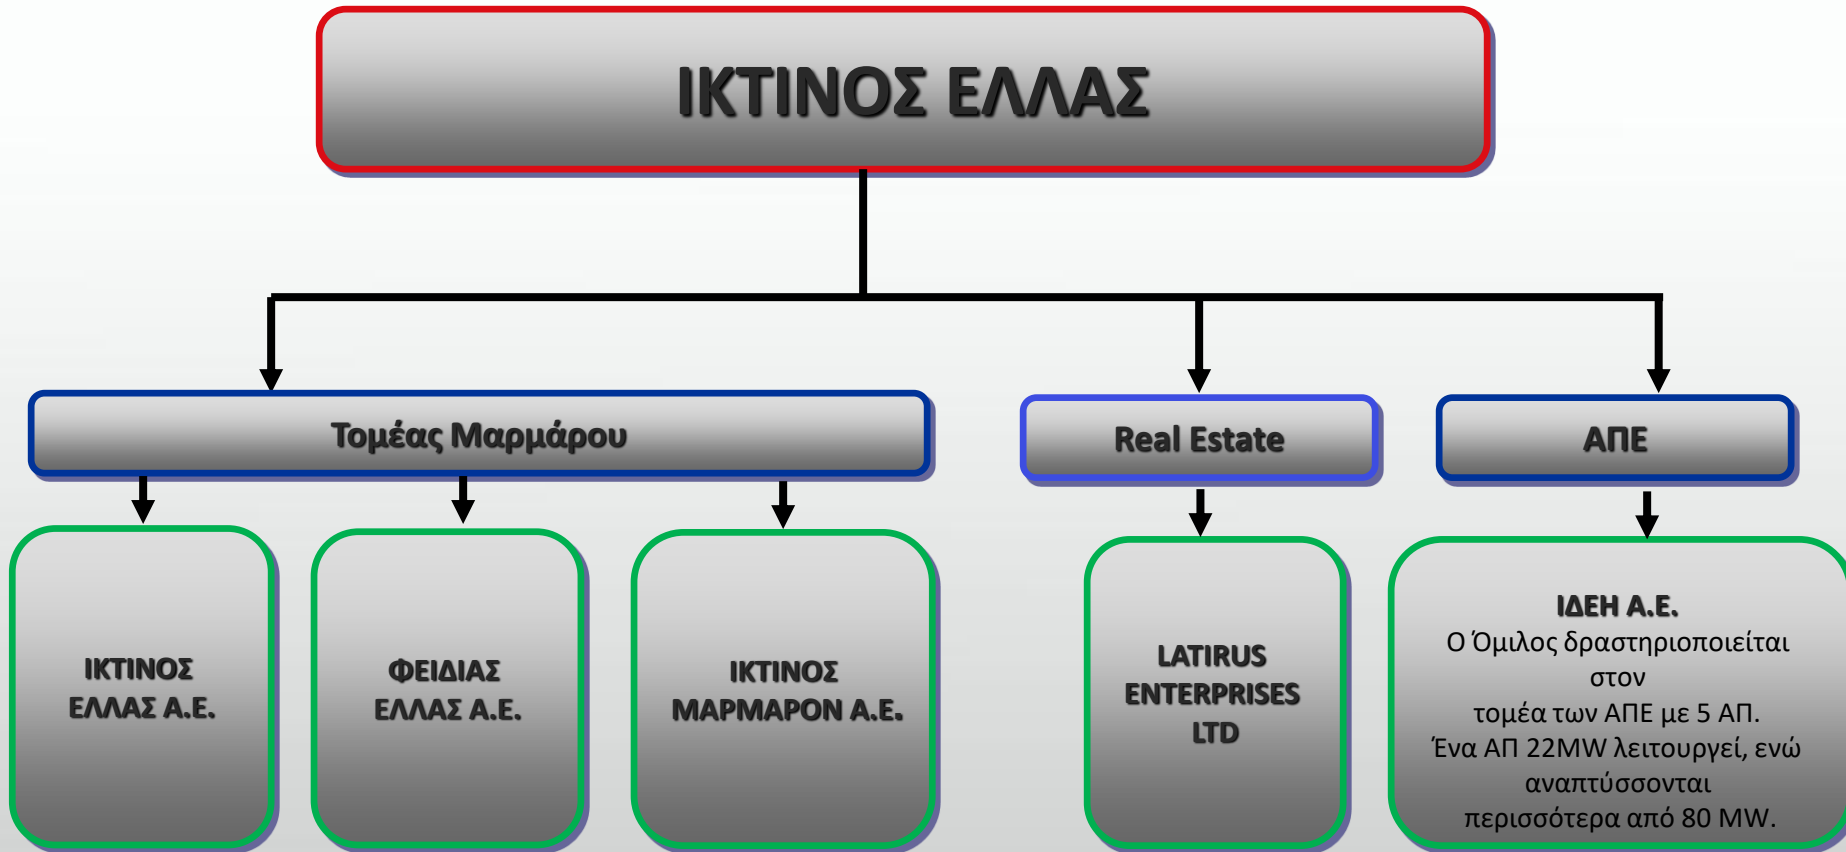 ΙΚΤΙΝΟΣ ΕΛΛΑΣ
Τομέας Μαρμάρου
Real Estate
ΑΠΕ
ΙΚΤΙΝΟΣ
ΕΛΛΑΣ Α.Ε.
ΦΕΙΔΙΑΣ
ΕΛΛΑΣ Α.Ε.
ΙΚΤΙΝΟΣ
ΜΑΡΜΑΡΟΝ Α.Ε.
LATIRUS
ENTERPRISES
LTD
ΙΔΕΗ Α.Ε.
Ο Όμιλος δραστηριοποιείται
στον
τομέα των ΑΠΕ με 5 ΑΠ.
Ένα ΑΠ 22MW λειτουργεί, ενώ
αναπτύσσονται
περισσότερα από 80 MW.